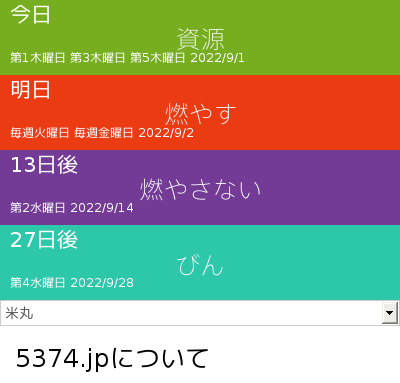 今日
資源
第1木曜日 第3木曜日 第5木曜日 2022/9/1
明日
燃やす
毎週火曜日 毎週金曜日 2022/9/2
13日後
燃やさない
第2水曜日 2022/9/14
27日後
びん
第4水曜日 2022/9/28
米丸
5374.jpについて